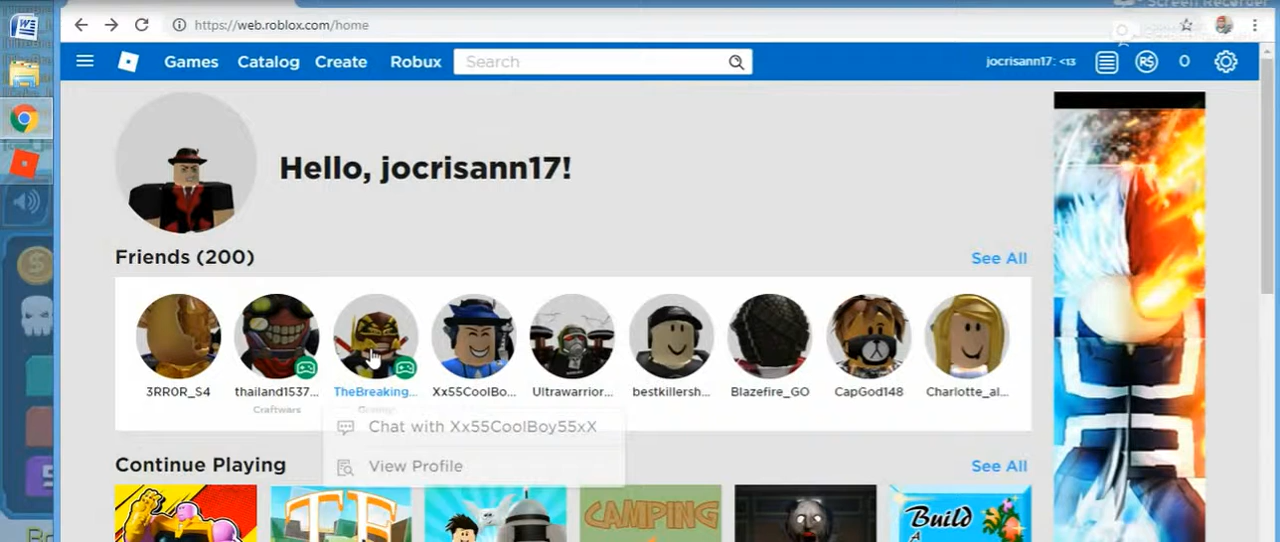 Screen Recorder
https://web.roblox.com/home
Games Catalog Create Robux Search jocrisann17: <13 R$ 0
Hello, jocrisann17!
Friends (200) See All
3RR0R_S4 thailand1537... TheBreaking... Xx55CoolBo... Ultrawarrior... bestkillersh... Blazefire_GO CapGod148 Charlotte_al...
Craftwars
Chat with Xx55CoolBoy55xX
View Profile
Continue Playing See All
CAMPING
Build